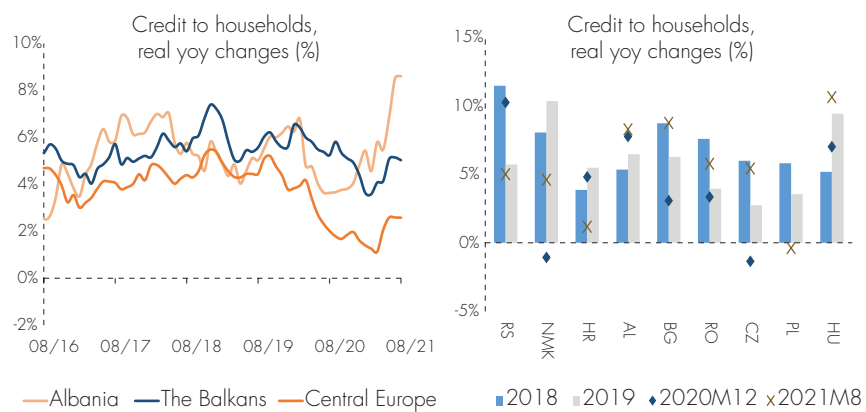 Credit to households,
real yoy changes (%)
10%
8%
6%
4%
2%
0%
-2%
08/16 08/17 08/18 08/19 08/20 08/21
Albania The Balkans Central Europe
Credit to households,
real yoy changes (%)
15%
10%
5%
0%
-5%
RS NMK HR AL BG RO CZ PL HU
2018 2019 2020M12 2021M8